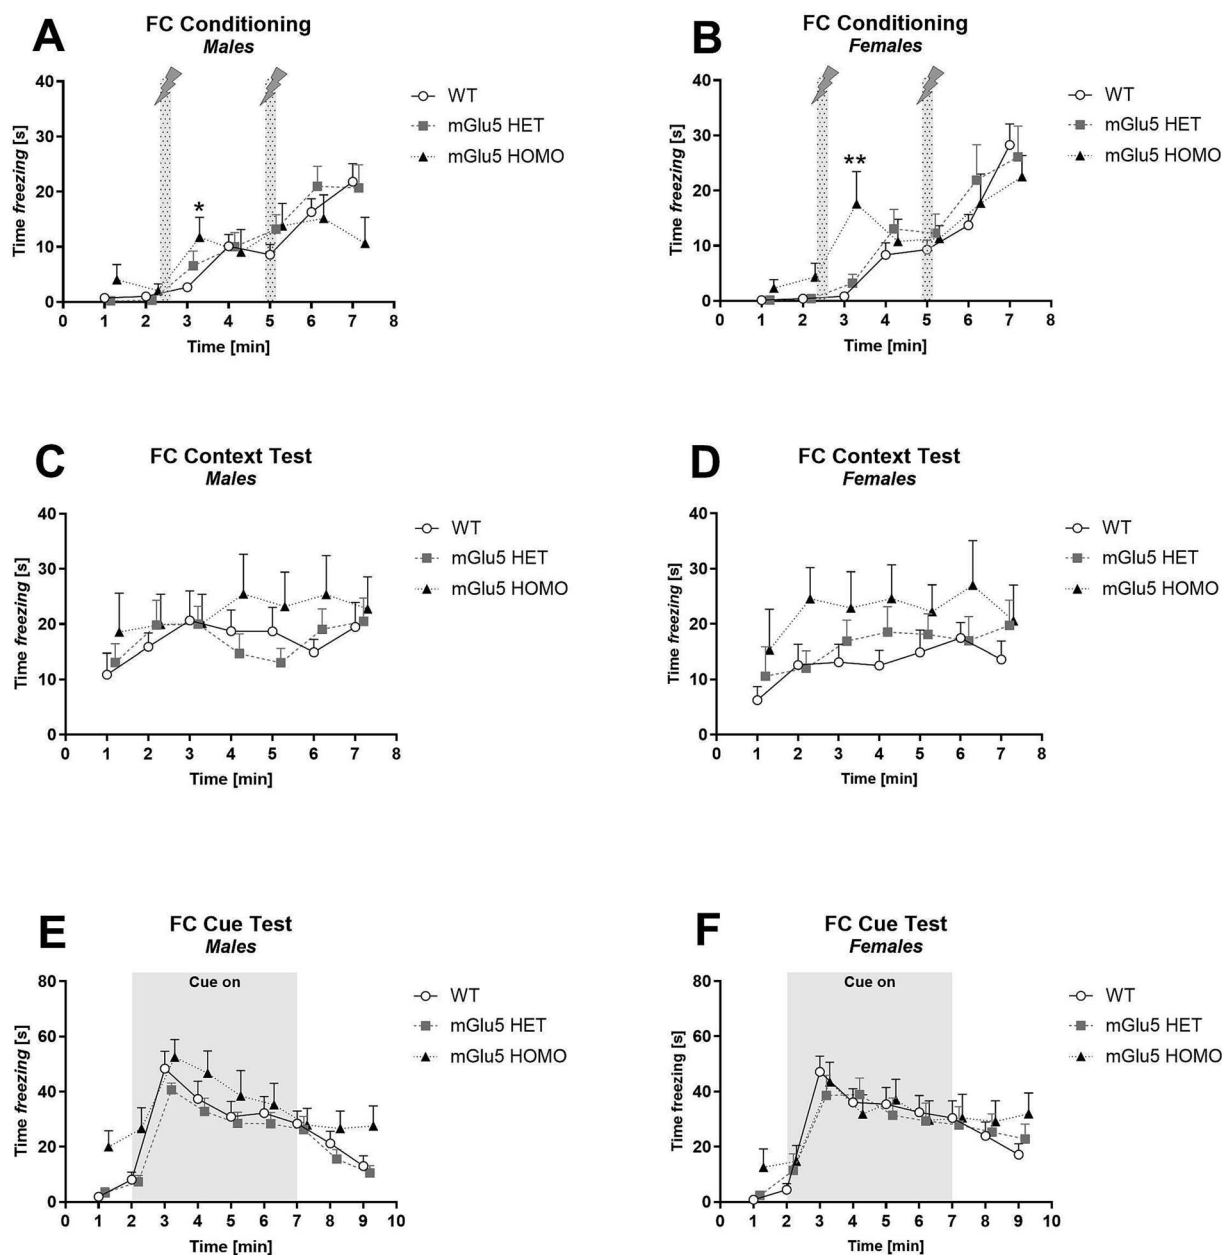 A
FC Conditioning
Males
Time freezing [s]
40
30
20
10
0
*
0 1 2 3 4 5 6 7 8
Time [min]
WT
mGlu5 HET
mGlu5 HOMO
B
FC Conditioning
Females
Time freezing [s]
40
30
20
10
0
**
0 1 2 3 4 5 6 7 8
Time [min]
WT
mGlu5 HET
mGlu5 HOMO
C
FC Context Test
Males
Time freezing [s]
40
30
20
10
0
0 1 2 3 4 5 6 7 8
Time [min]
WT
mGlu5 HET
mGlu5 HOMO
D
FC Context Test
Females
Time freezing [s]
40
30
20
10
0
0 1 2 3 4 5 6 7 8
Time [min]
WT
mGlu5 HET
mGlu5 HOMO
E
FC Cue Test
Males
Cue on
Time freezing [s]
80
60
40
20
0
0 1 2 3 4 5 6 7 8 9 10
Time [min]
WT
mGlu5 HET
mGlu5 HOMO
F
FC Cue Test
Females
Cue on
Time freezing [s]
80
60
40
20
0
0 1 2 3 4 5 6 7 8 9 10
Time [min]
WT
mGlu5 HET
mGlu5 HOMO